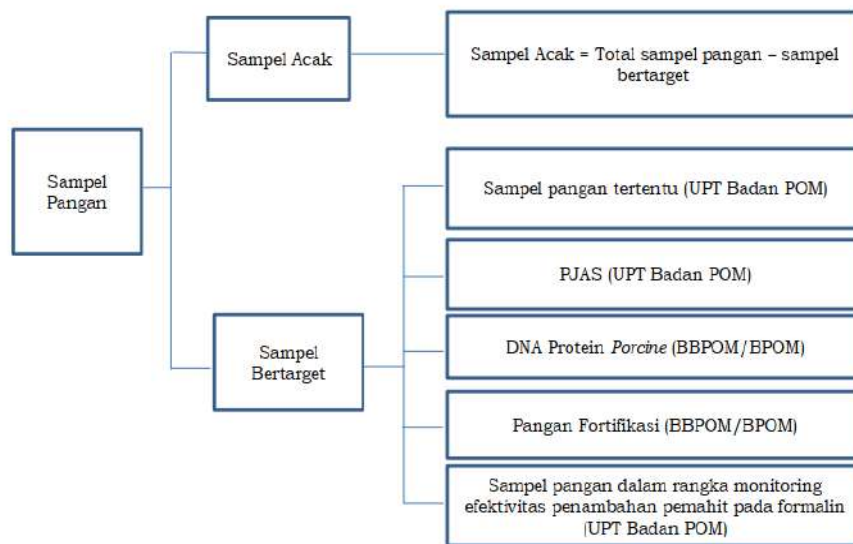 Sampel Acak
Sampel Acak = Total sampel pangan – sampel
bertarget
Sampel
Pangan
Sampel pangan tertentu (UPT Badan POM)
PJAS (UPT Badan POM)
Sampel
Bertarget
DNA Protein Porcine (BBPOM/BPOM)
Pangan Fortifikasi (BBPOM/BPOM)
Sampel pangan dalam rangka monitoring
efektivitas penambahan pemahit pada formalin
(UPT Badan POM)